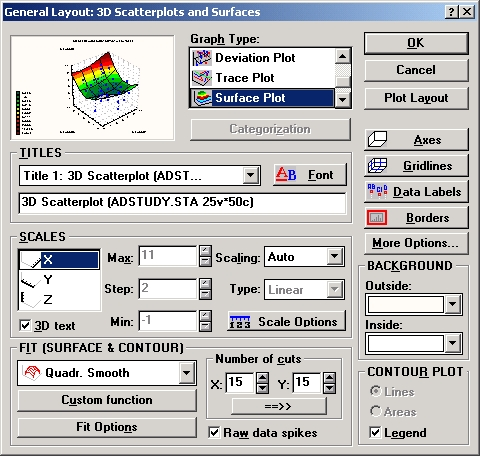 General Layout: 3D Scatterplots and Surfaces
Graph Type:
Deviation Plot
Trace Plot
Surface Plot
Categorization
OK
Cancel
Plot Layout
TITLES
Title 1: 3D Scatterplot (ADST...
AB Font
3D Scatterplot (ADSTUDY.STA 25v*50c)
Axes
Gridlines
Data Labels
Borders
More Options...
SCALES
X
Y
Z
3D text
Max: 11
Step: 2
Min: -1
Scaling: Auto
Type: Linear
123 Scale Options
BACKGROUND
Outside:
Inside:
FIT (SURFACE & CONTOUR)
Quadr. Smooth
Custom function
Fit Options
Number of cuts
X: 15 Y: 15
==>>
Raw data spikes
CONTOUR PLOT
Lines
Areas
Legend